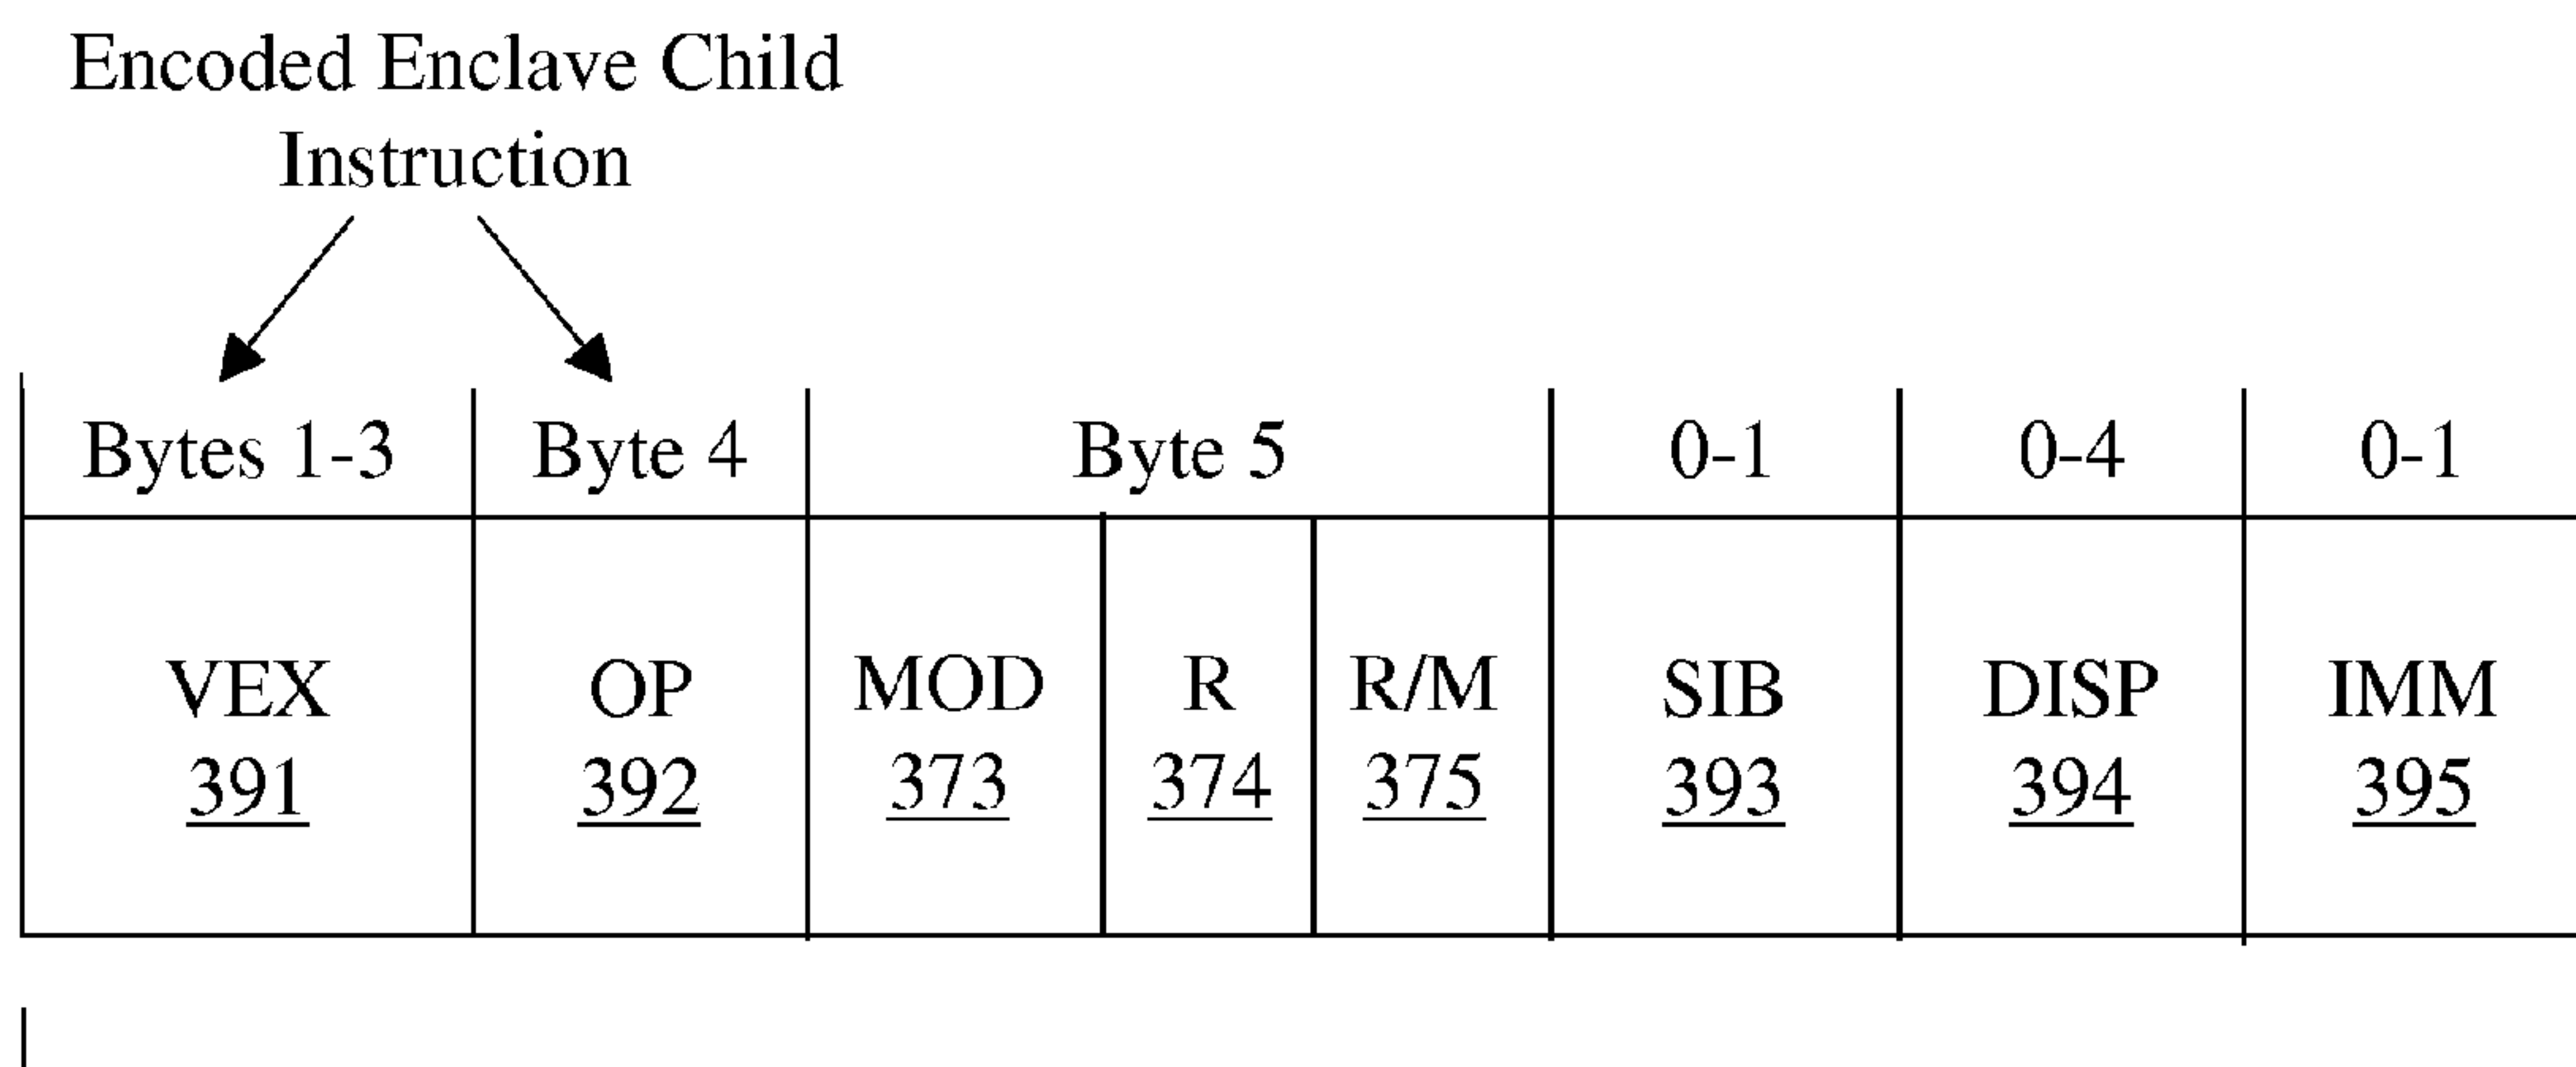 Encoded Enclave Child
Instruction
Bytes 1-3 Byte 4 Byte 5 0-1 0-4 0-1
VEX OP MOD R R/M SIB DISP IMM
391 392 373 374 375 393 394 395